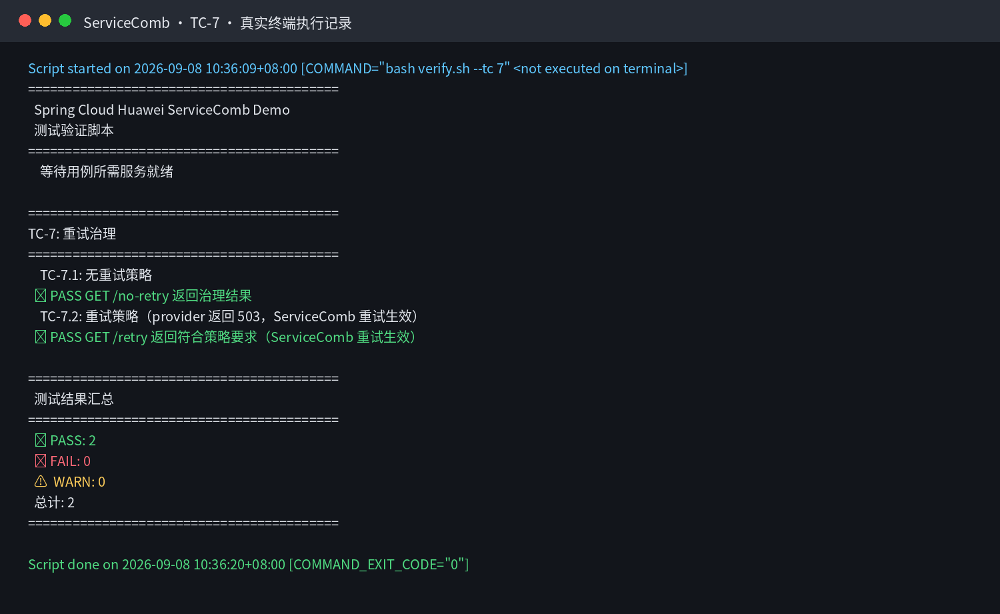 ServiceComb · TC-7 · 真实终端执行记录
Script started on 2026-09-08 10:36:09+08:00 [COMMAND="bash verify.sh --tc 7" <not executed on terminal>]
==========================================
Spring Cloud Huawei ServiceComb Demo
测试验证脚本
==========================================
等待用例所需服务就绪
==========================================
TC-7: 重试治理
==========================================
TC-7.1: 无重试策略
PASS GET /no-retry 返回治理结果
TC-7.2: 重试策略（provider 返回 503，ServiceComb 重试生效）
PASS GET /retry 返回符合策略要求（ServiceComb 重试生效）
==========================================
测试结果汇总
==========================================
PASS: 2
FAIL: 0
⚠ WARN: 0
总计: 2
==========================================
Script done on 2026-09-08 10:36:20+08:00 [COMMAND_EXIT_CODE="0"]